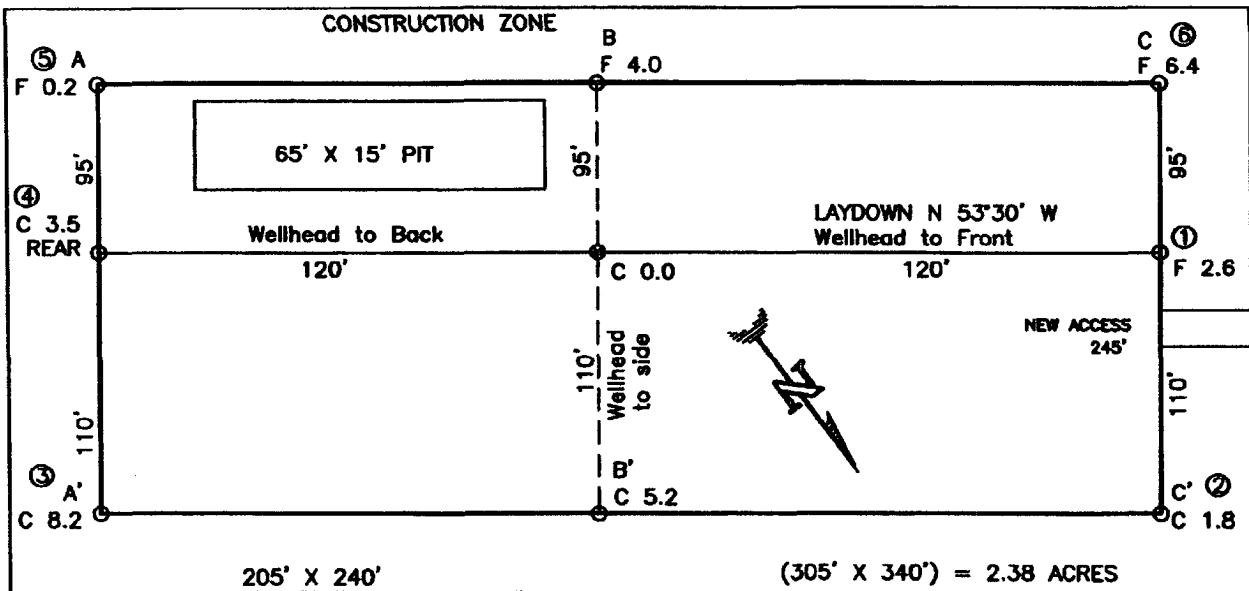 CONSTRUCTION ZONE
⑤ A
F 0.2
B
F 4.0
C ⑥
F 6.4
95'
65' X 15' PIT
95'
95'
④
C 3.5
REAR
Wellhead to Back
120'
C 0.0
LAYDOWN N 53°30' W
Wellhead to Front
120'
①
F 2.6
NEW ACCESS
245'
110'
110'
Wellhead
to side
N
110'
③
A'
C 8.2
B'
C 5.2
C' ②
C 1.8
205' X 240'
(305' X 340') = 2.38 ACRES